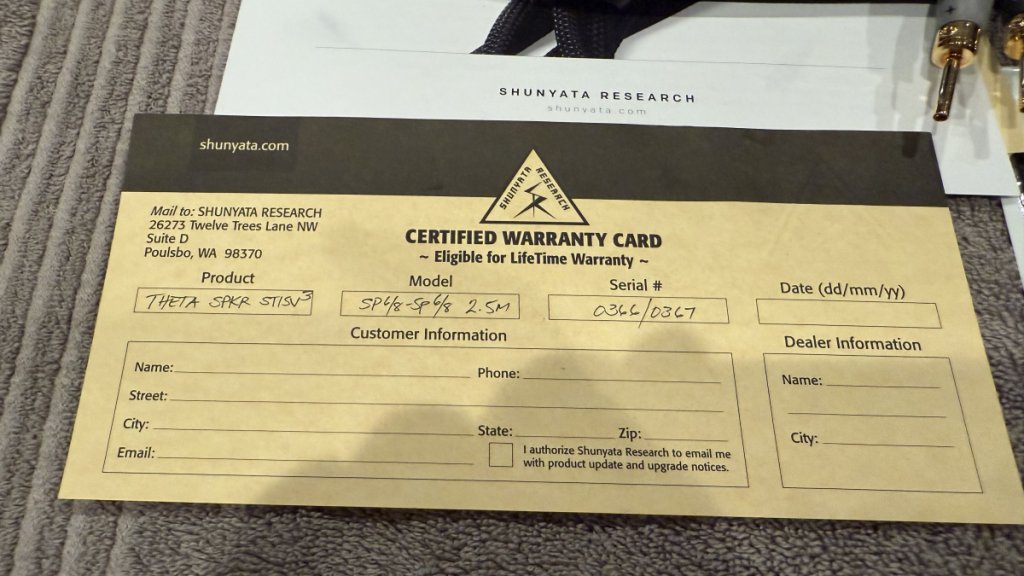 SHUNYATA RESEARCH
shunyata.com
shunyata.com
SHUNYATA RESEARCH
Mail to: SHUNYATA RESEARCH
26273 Twelve Trees Lane NW
Suite D
Poulsbo, WA 98370
CERTIFIED WARRANTY CARD
~ Eligible for LifeTime Warranty ~
Product
THETA SPKR STISV3
Model
SP6/8-SP6/8 2.5M
Serial #
0366/0367
Date (dd/mm/yy)
Customer Information
Name:
Phone:
Street:
City:
State:
Zip:
Email:
I authorize Shunyata Research to email me
with product update and upgrade notices.
Dealer Information
Name:
City: